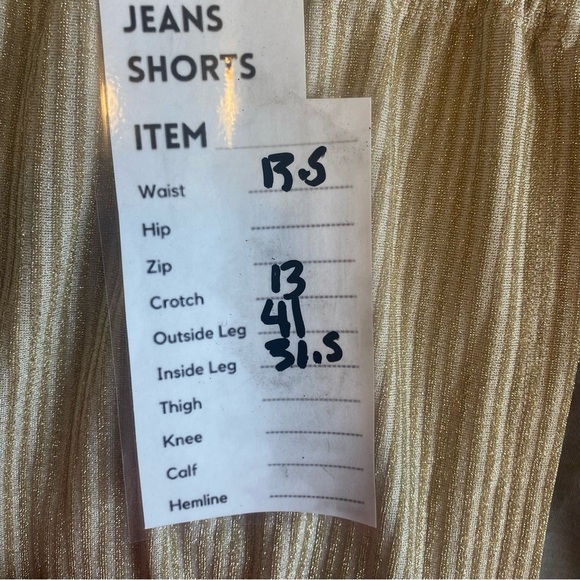 JEANS
SHORTS
ITEM
Waist 13.5
Hip
Zip
Crotch 13
Outside Leg 41
Inside Leg 31.5
Thigh
Knee
Calf
Hemline